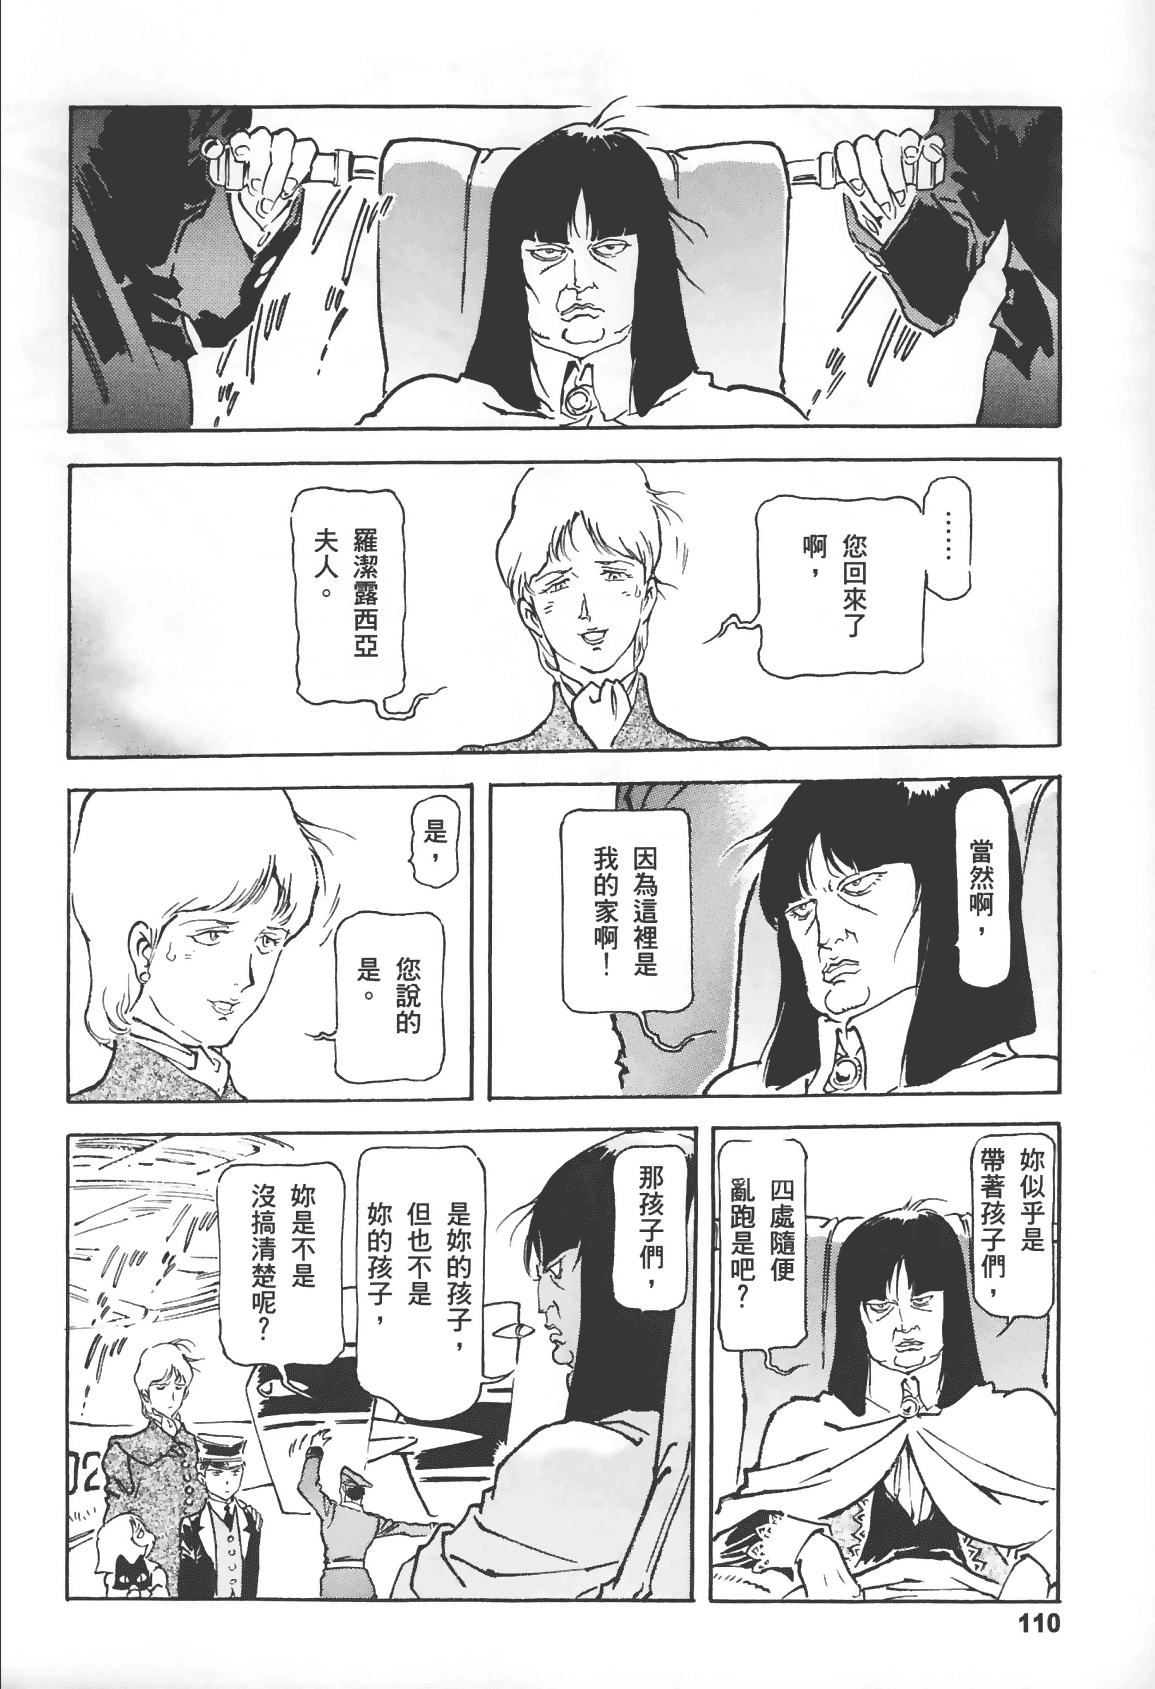 ……
您回來了
啊，
羅潔露西亞
夫人。
當然啊，
因為這裡是
我的家啊！
是，
您說的
是。
妳似乎是
帶著孩子們，
四處隨便
亂跑是吧？
那孩子們，
是妳的孩子，
但也不是
妳的孩子，
妳是不是
沒搞清楚呢？
02
110